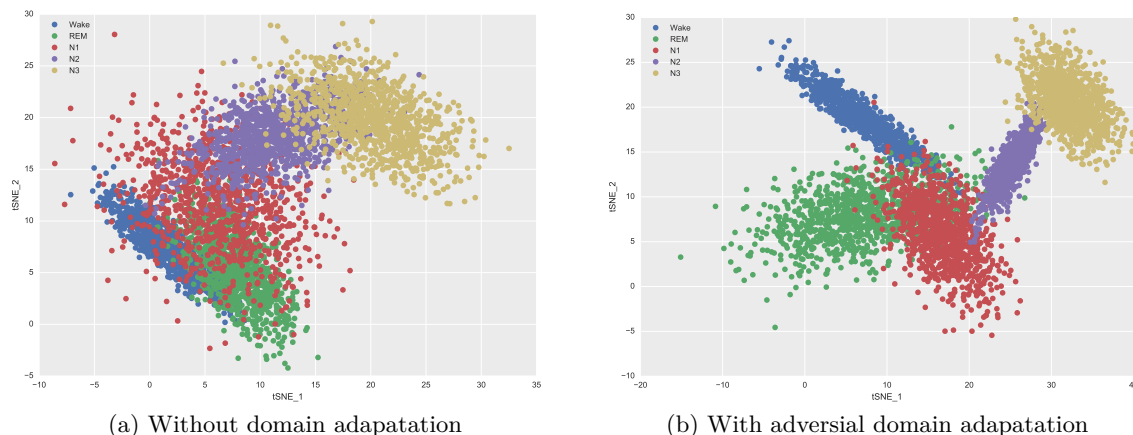 Wake
REM
N1
N2
N3
30
25
20
15
10
5
0
−5
tSNE_2
−10 −5 0 5 10 15 20 25 30 35
tSNE_1
(a) Without domain adapatation
Wake
REM
N1
N2
N3
30
25
20
15
10
5
0
−5
−10
tSNE_2
−20 −10 0 10 20 30 4
tSNE_1
(b) With adversial domain adapatation